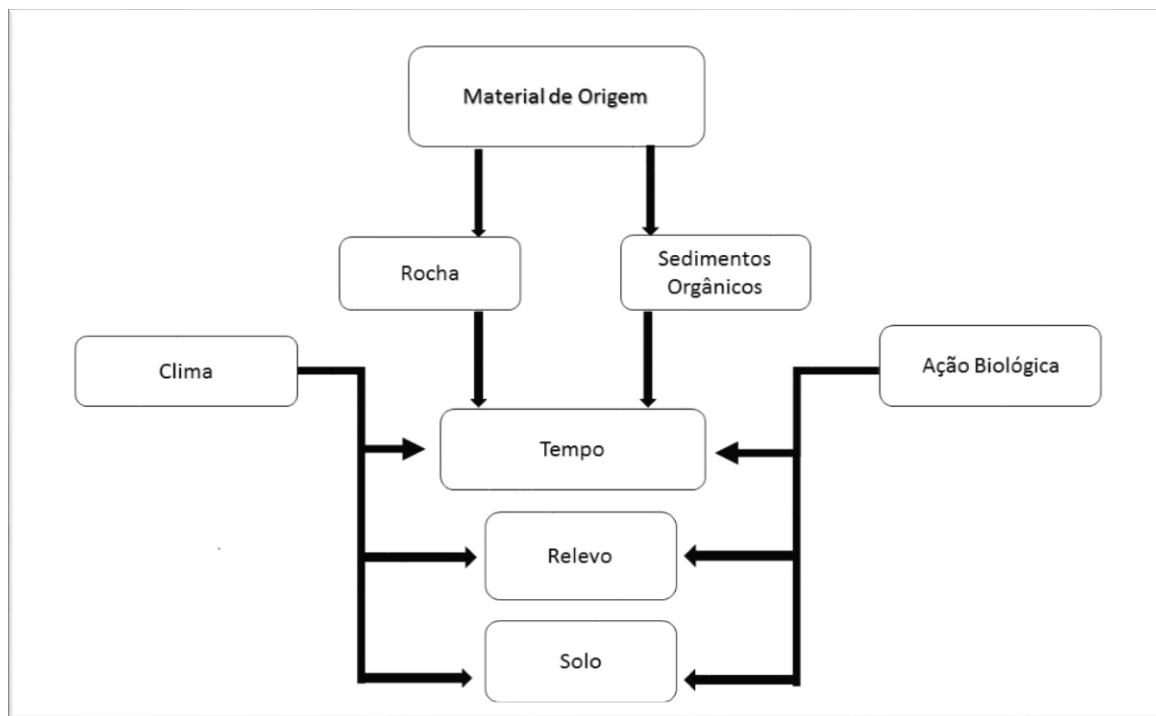 Material de Origem
Rocha
Sedimentos
Orgânicos
Clima
Ação Biológica
Tempo
Relevo
Solo